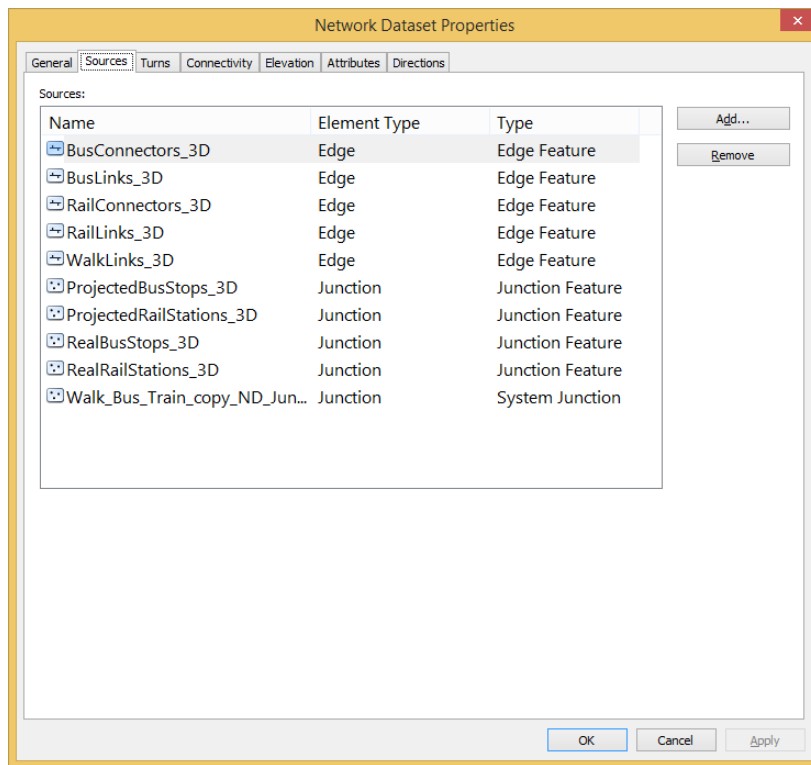 Network Dataset Properties
General Sources Turns Connectivity Elevation Attributes Directions
Sources:
Name Element Type Type
BusConnectors_3D Edge Edge Feature
BusLinks_3D Edge Edge Feature
RailConnectors_3D Edge Edge Feature
RailLinks_3D Edge Edge Feature
WalkLinks_3D Edge Edge Feature
ProjectedBusStops_3D Junction Junction Feature
ProjectedRailStations_3D Junction Junction Feature
RealBusStops_3D Junction Junction Feature
RealRailStations_3D Junction Junction Feature
Walk_Bus_Train_copy_ND_Jun... Junction System Junction
Add...
Remove
OK Cancel Apply